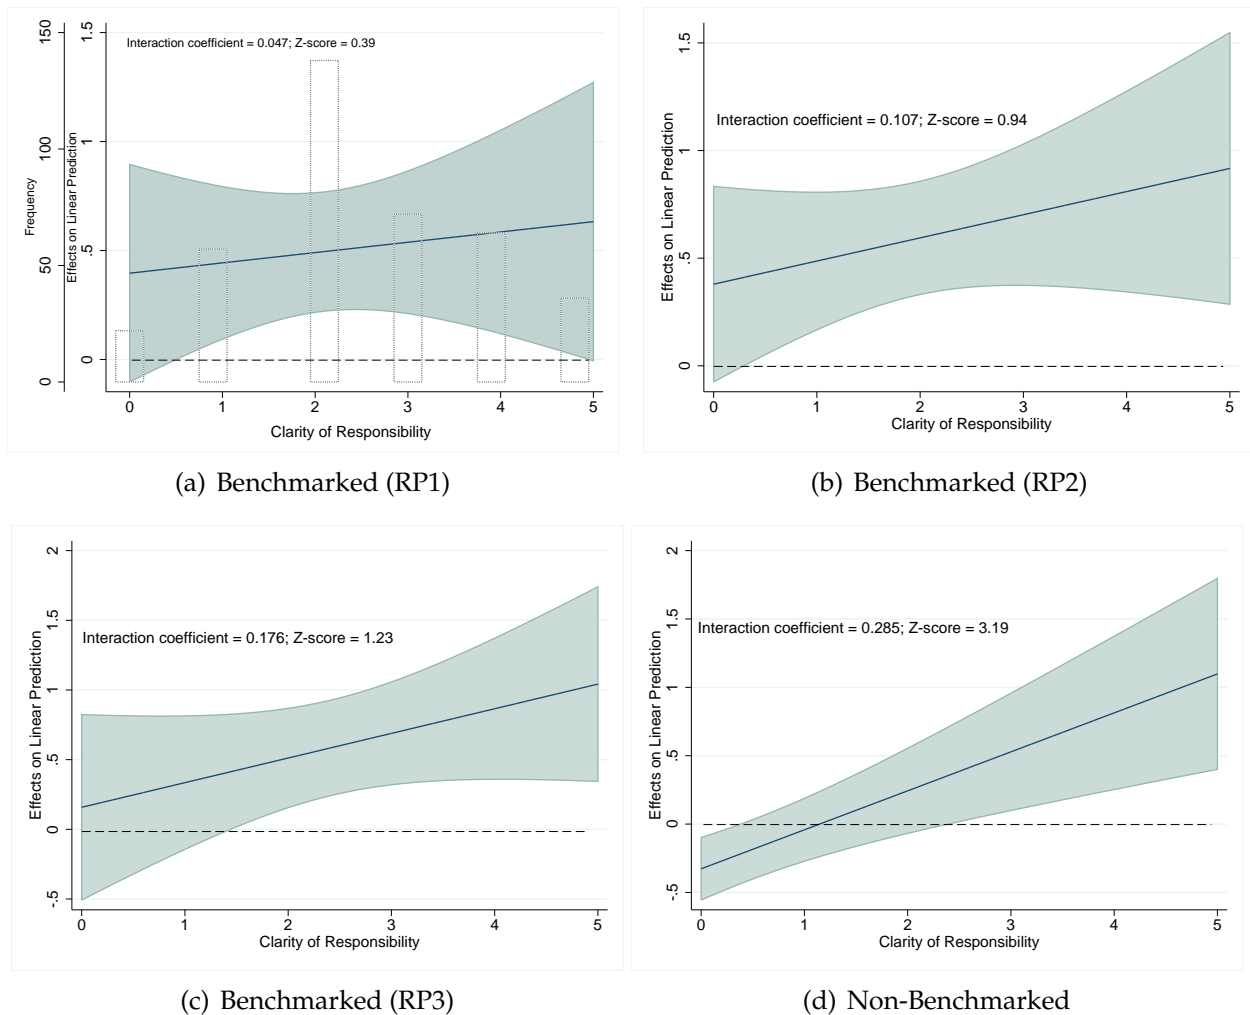 Interaction coefficient = 0.047; Z-score = 0.39
Frequency
0 50 100 150
Effects on Linear Prediction
0 .5 1 1.5
0 1 2 3 4 5
Clarity of Responsibility
(a) Benchmarked (RP1)
Interaction coefficient = 0.107; Z-score = 0.94
Effects on Linear Prediction
0 .5 1 1.5
0 1 2 3 4 5
Clarity of Responsibility
(b) Benchmarked (RP2)
Interaction coefficient = 0.176; Z-score = 1.23
Effects on Linear Prediction
-.5 0 .5 1 1.5 2
0 1 2 3 4 5
Clarity of Responsibility
(c) Benchmarked (RP3)
Interaction coefficient = 0.285; Z-score = 3.19
Effects on Linear Prediction
-.5 0 .5 1 1.5 2
0 1 2 3 4 5
Clarity of Responsibility
(d) Non-Benchmarked